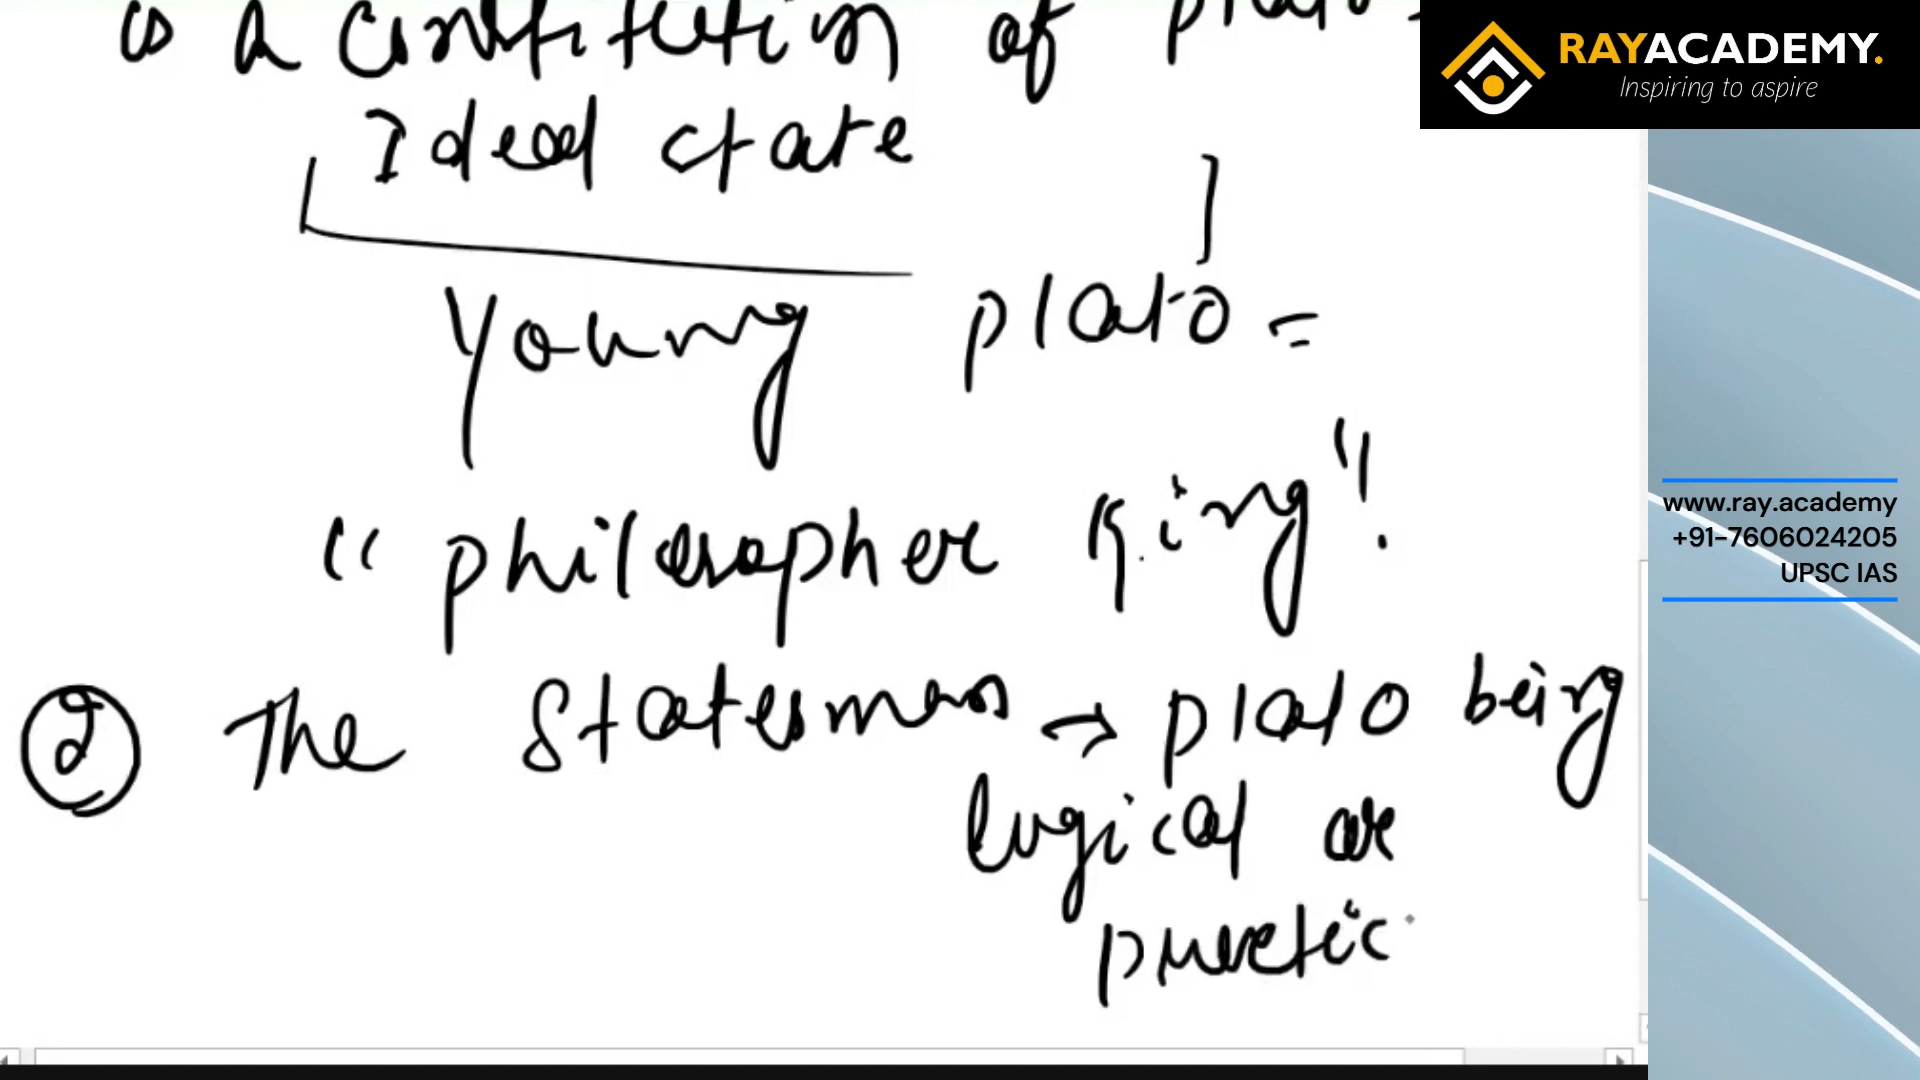 is a constitution of plato
Ideal state
Young plato =
"philosopher King".
② The Statesman → plato being
logical or
practic
RAYACADEMY.
Inspiring to aspire
www.ray.academy
+91-7606024205
UPSC IAS